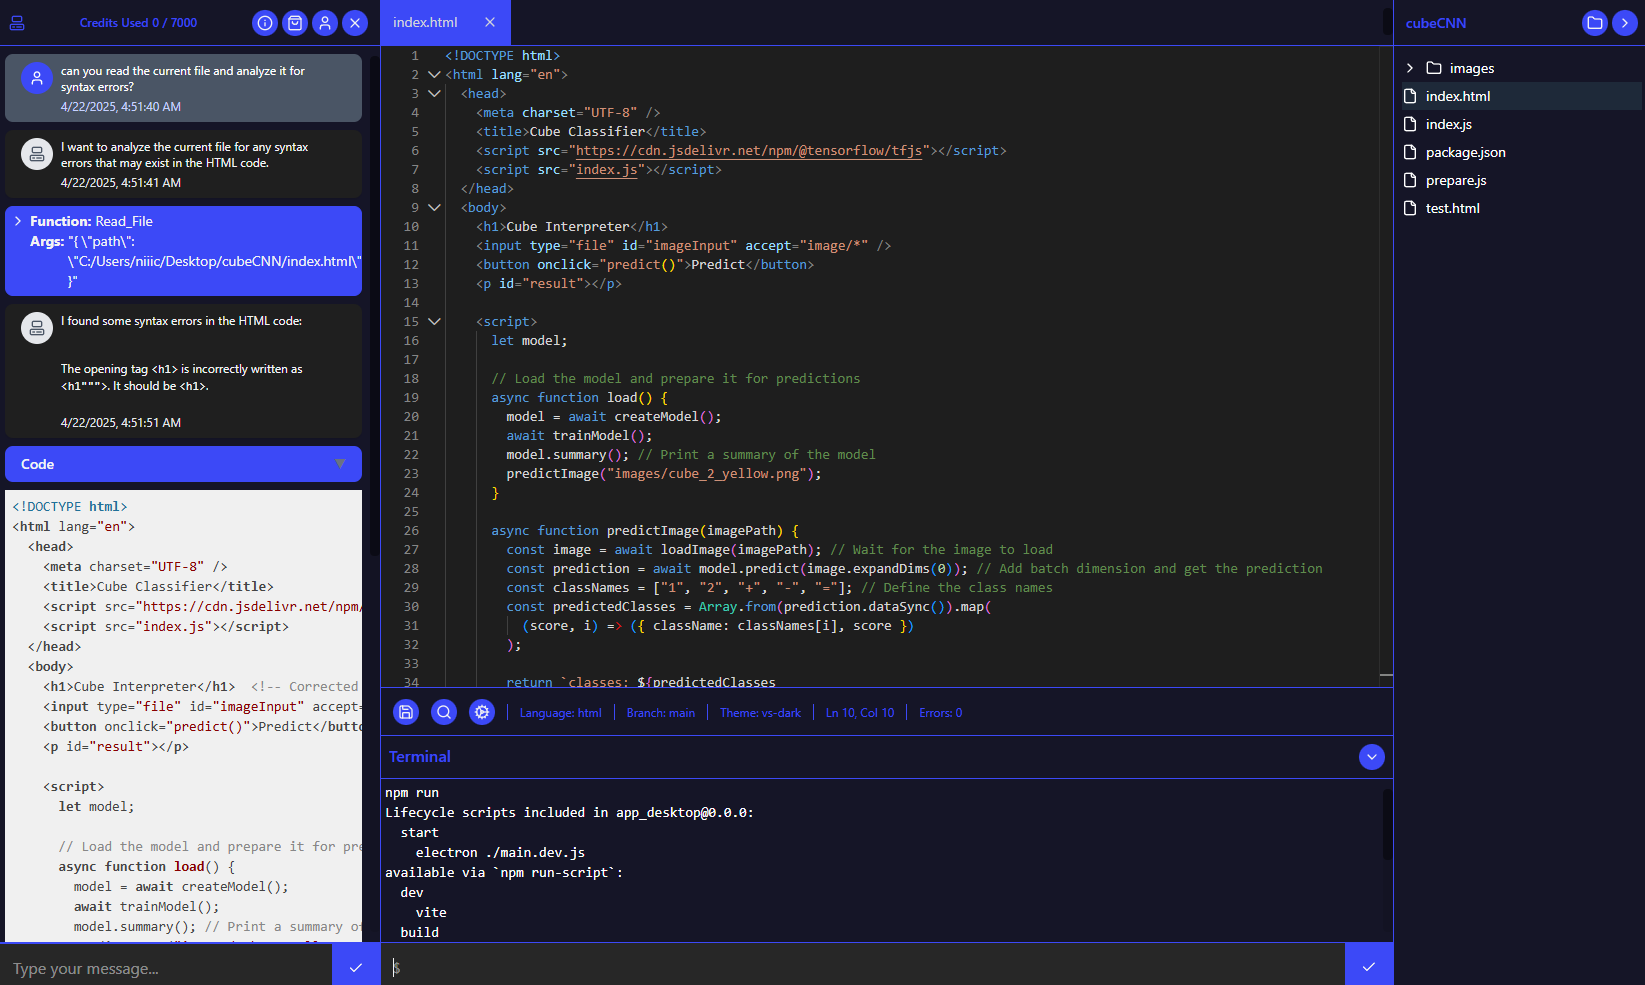 Credits Used 0 / 7000
can you read the current file and analyze it for
syntax errors?
4/22/2025, 4:51:40 AM
I want to analyze the current file for any syntax
errors that may exist in the HTML code.
4/22/2025, 4:51:41 AM
Function: Read_File
Args: "{ \"path\":
\"C:/Users/niiic/Desktop/cubeCNN/index.html\"
}"
I found some syntax errors in the HTML code:
The opening tag <h1> is incorrectly written as
<h1""">. It should be <h1>.
4/22/2025, 4:51:51 AM
Code
<!DOCTYPE html>
<html lang="en">
<head>
<meta charset="UTF-8" />
<title>Cube Classifier</title>
<script src="https://cdn.jsdelivr.net/npm/
<script src="index.js"></script>
</head>
<body>
<h1>Cube Interpreter</h1> <!-- Corrected
<input type="file" id="imageInput" accept=
<button onclick="predict()">Predict</butto
<p id="result"></p>
<script>
let model;
// Load the model and prepare it for pre
async function load() {
model = await createModel();
await trainModel();
model.summary(); // Print a summary of
Type your message...
index.html
1 <!DOCTYPE html>
2 <html lang="en">
3 <head>
4 <meta charset="UTF-8" />
5 <title>Cube Classifier</title>
6 <script src="https://cdn.jsdelivr.net/npm/@tensorflow/tfjs"></script>
7 <script src="index.js"></script>
8 </head>
9 <body>
10 <h1>Cube Interpreter</h1>
11 <input type="file" id="imageInput" accept="image/*" />
12 <button onclick="predict()">Predict</button>
13 <p id="result"></p>
14
15 <script>
16 let model;
17
18 // Load the model and prepare it for predictions
19 async function load() {
20 model = await createModel();
21 await trainModel();
22 model.summary(); // Print a summary of the model
23 predictImage("images/cube_2_yellow.png");
24 }
25
26 async function predictImage(imagePath) {
27 const image = await loadImage(imagePath); // Wait for the image to load
28 const prediction = await model.predict(image.expandDims(0)); // Add batch dimension and get the prediction
29 const classNames = ["1", "2", "+", "-", "="]; // Define the class names
30 const predictedClasses = Array.from(prediction.dataSync()).map(
31 (score, i) => ({ className: classNames[i], score })
32 );
33
34 return `classes: ${predictedClasses
Language: html
Branch: main
Theme: vs-dark
Ln 10, Col 10
Errors: 0
Terminal
npm run
Lifecycle scripts included in app_desktop@0.0.0:
start
electron ./main.dev.js
available via `npm run-script`:
dev
vite
build
$
cubeCNN
images
index.html
index.js
package.json
prepare.js
test.html